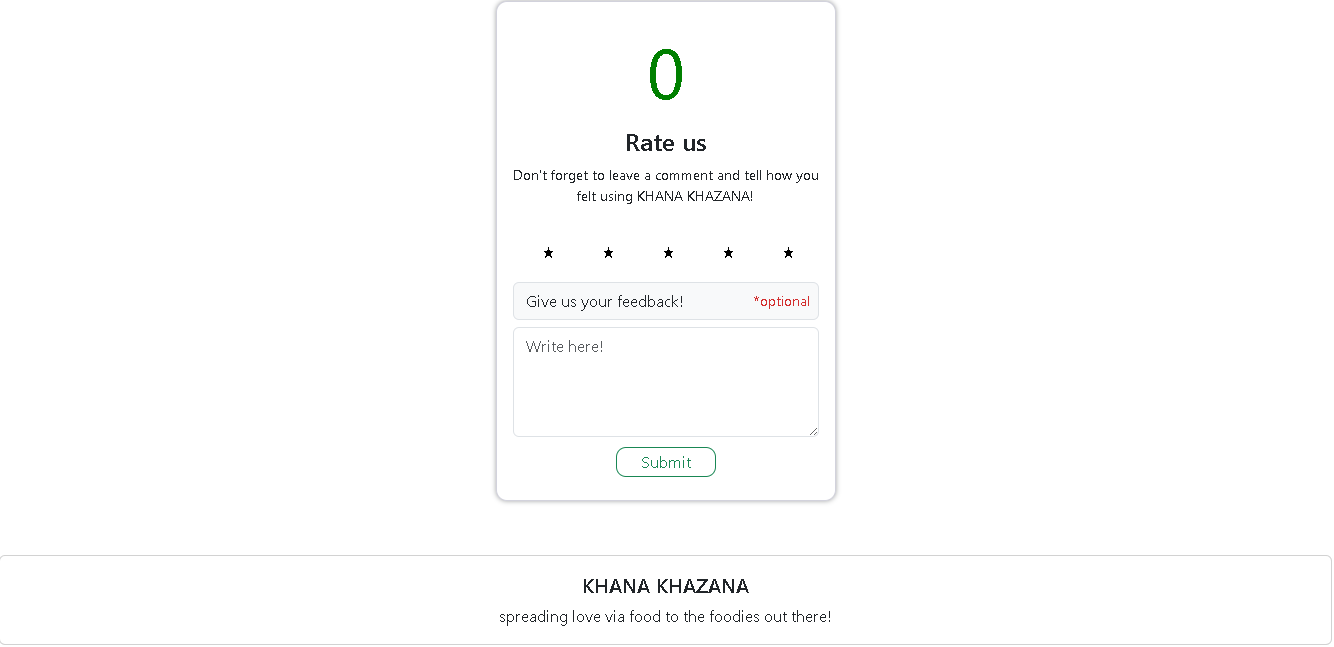 0
Rate us
Don't forget to leave a comment and tell how you
felt using KHANA KHAZANA!
★ ★ ★ ★ ★
Give us your feedback! *optional
Write here!
Submit
KHANA KHAZANA
spreading love via food to the foodies out there!